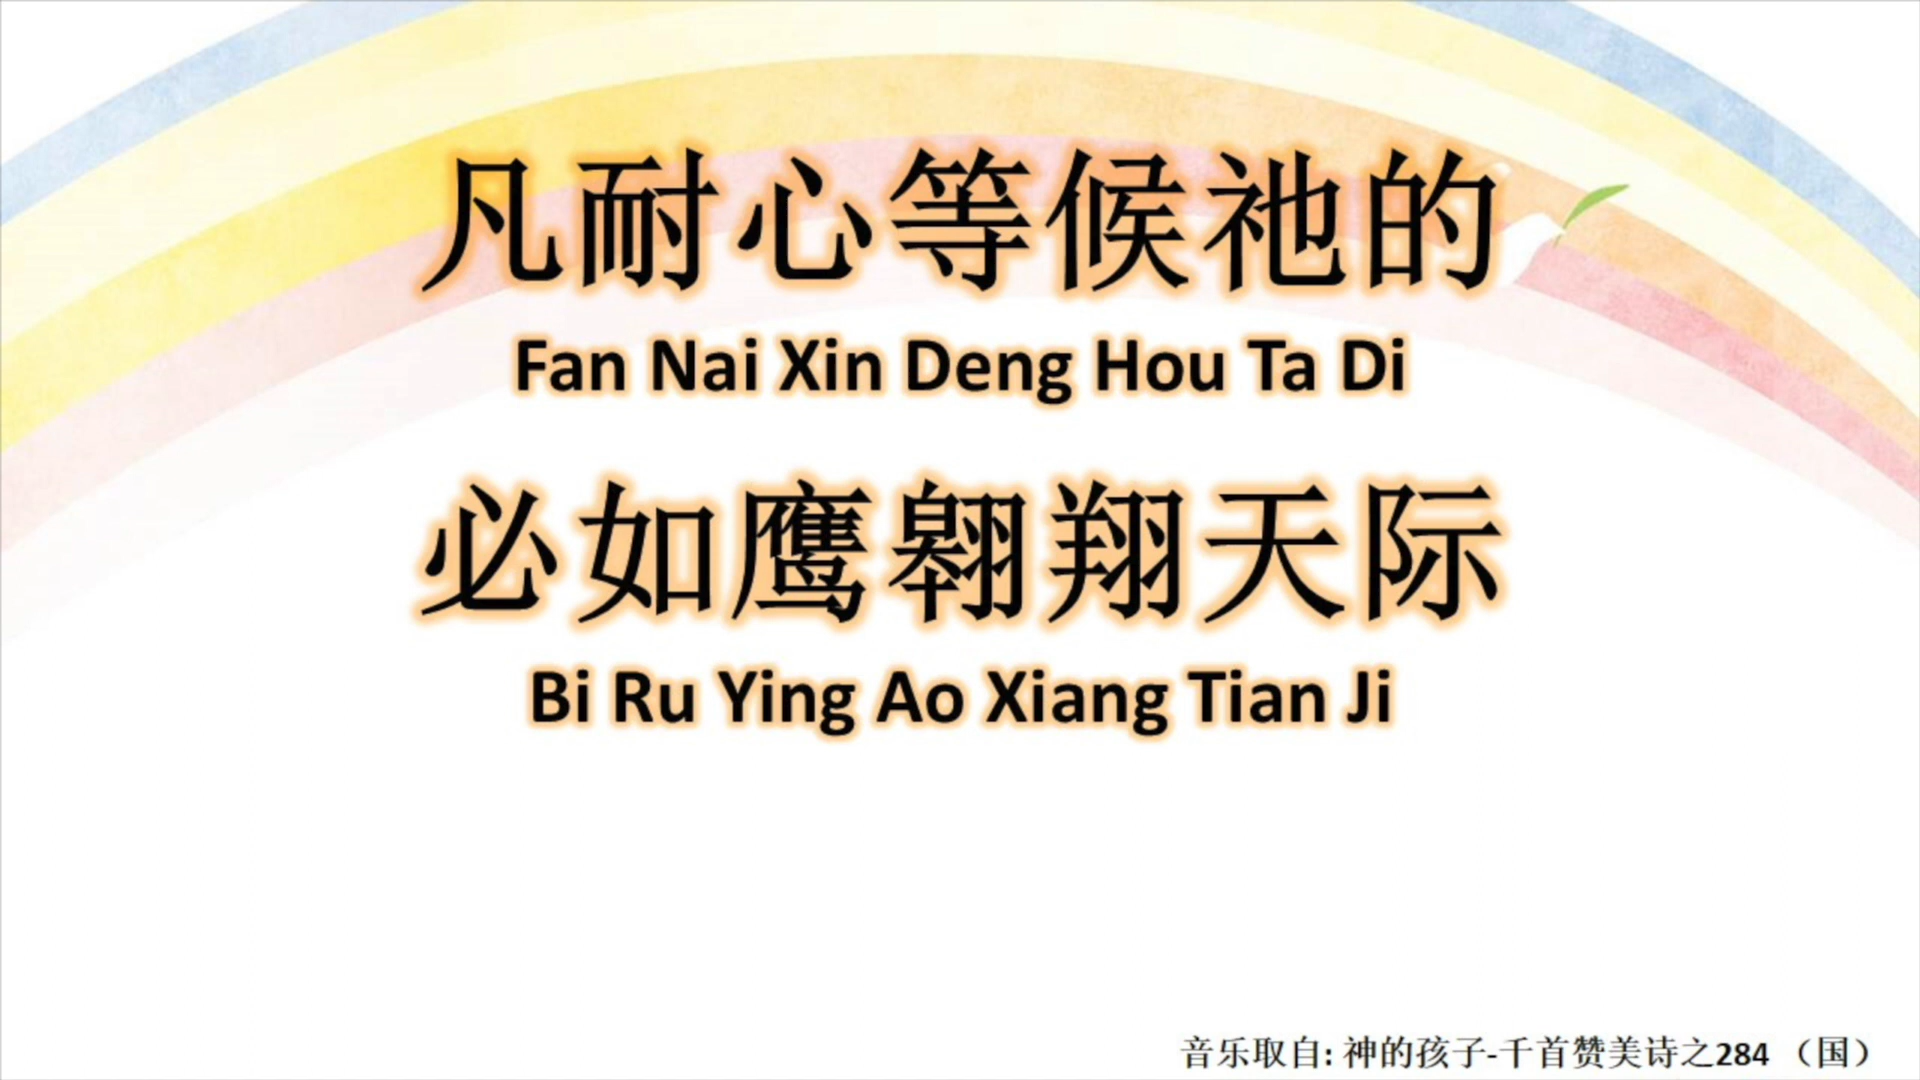 凡耐心等候祂的
Fan Nai Xin Deng Hou Ta Di
必如鹰翱翔天际
Bi Ru Ying Ao Xiang Tian Ji
音乐取自: 神的孩子-千首赞美诗之284 （国）